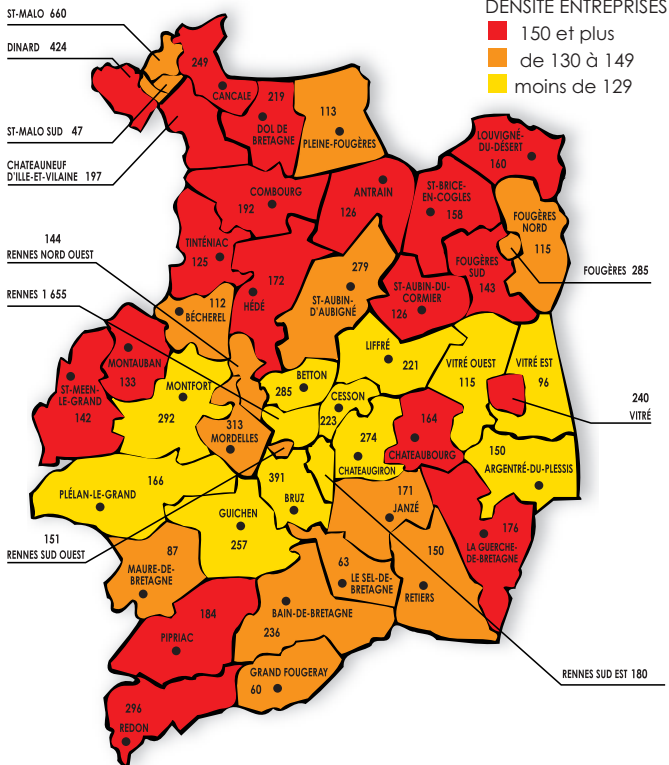 DENSITÉ ENTREPRISES
150 et plus
de 130 à 149
moins de 129
ST-MALO 660
DINARD 424
ST-MALO SUD 47
CHATEAUNEUF
D'ILLE-ET-VILAINE 197
249
CANCALE
219
DOL DE
BRETAGNE
113
PLEINE-FOUGÈRES
LOUVIGNÉ
DU-DÉSERT
160
COMBOURG
192
ANTRAIN
126
ST-BRICE
EN-COGLES
158
FOUGÈRES
NORD
115
TINTÉNIAC
125
172
HÉDÉ
279
ST-AUBIN-
D'AUBIGNÉ
ST-AUBIN-DU-
CORMIER
126
FOUGÈRES
SUD
143
FOUGÈRES 285
144
RENNES NORD OUEST
RENNES 1 655
112
BÉCHEREL
MONTAUBAN
133
ST-MEEN-
LE-GRAND
142
MONTFORT
292
BETTON
285
LIFFRÉ
221
VITRÉ OUEST
115
VITRÉ EST
96
CESSON
223
313
MORDELLES
274
CHATEAUGIRON
164
CHATEAUBOURG
240
VITRÉ
150
ARGENTRÉ-DU-PLESSIS
166
PLÉLAN-LE-GRAND
391
BRUZ
171
JANZÉ
GUICHEN
257
176
LA GUERCHE-
DE-BRETAGNE
151
RENNES SUD OUEST
87
MAURE-DE-
BRETAGNE
63
LE SEL-DE-
BRETAGNE
150
RETIERS
184
PIPRIAC
BAIN-DE-BRETAGNE
236
GRAND FOUGERAY
60
RENNES SUD EST 180
296
REDON